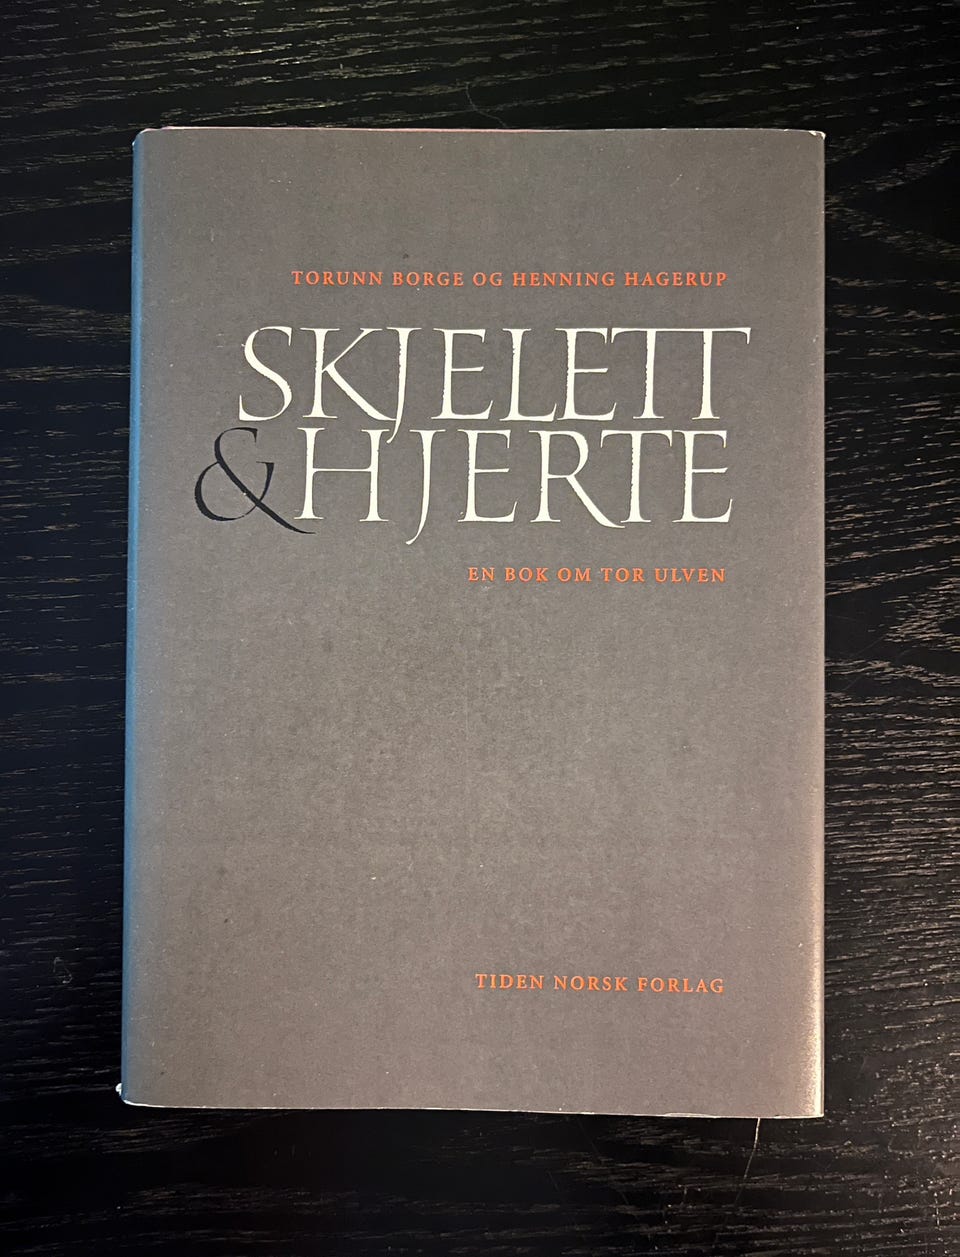 TORUNN BORGE OG HENNING HAGERUP
SKJELETT
&HJERTE
EN BOK OM TOR ULVEN
TIDEN NORSK FORLAG